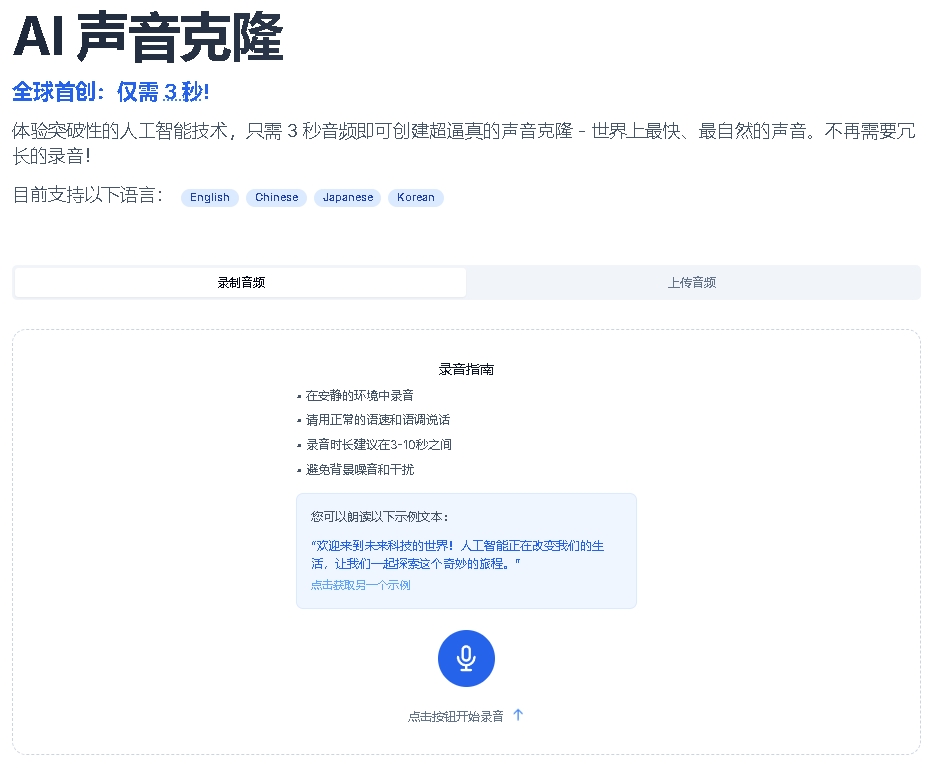 AI 声音克隆
全球首创：仅需 3 秒!
体验突破性的人工智能技术，只需 3 秒音频即可创建超逼真的声音克隆 - 世界上最快、最自然的声音。不再需要冗
长的录音！
目前支持以下语言： English Chinese Japanese Korean
录制音频 上传音频
录音指南
• 在安静的环境中录音
• 请用正常的语速和语调说话
• 录音时长建议在3-10秒之间
• 避免背景噪音和干扰
您可以朗读以下示例文本：
“欢迎来到未来科技的世界！人工智能正在改变我们的生
活，让我们一起探索这个奇妙的旅程。”
点击获取另一个示例
点击按钮开始录音 ↑